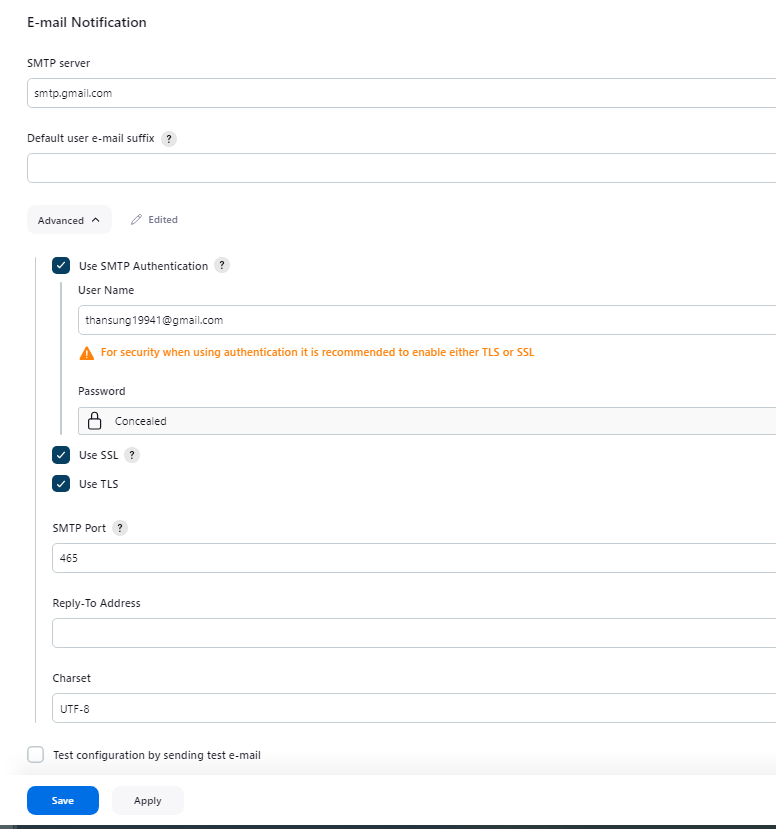 E-mail Notification
SMTP server
smtp.gmail.com
Default user e-mail suffix ?
Advanced Edited
Use SMTP Authentication ?
User Name
thansung19941@gmail.com
For security when using authentication it is recommended to enable either TLS or SSL
Password
Concealed
Use SSL ?
Use TLS
SMTP Port ?
465
Reply-To Address
Charset
UTF-8
Test configuration by sending test e-mail
Save Apply